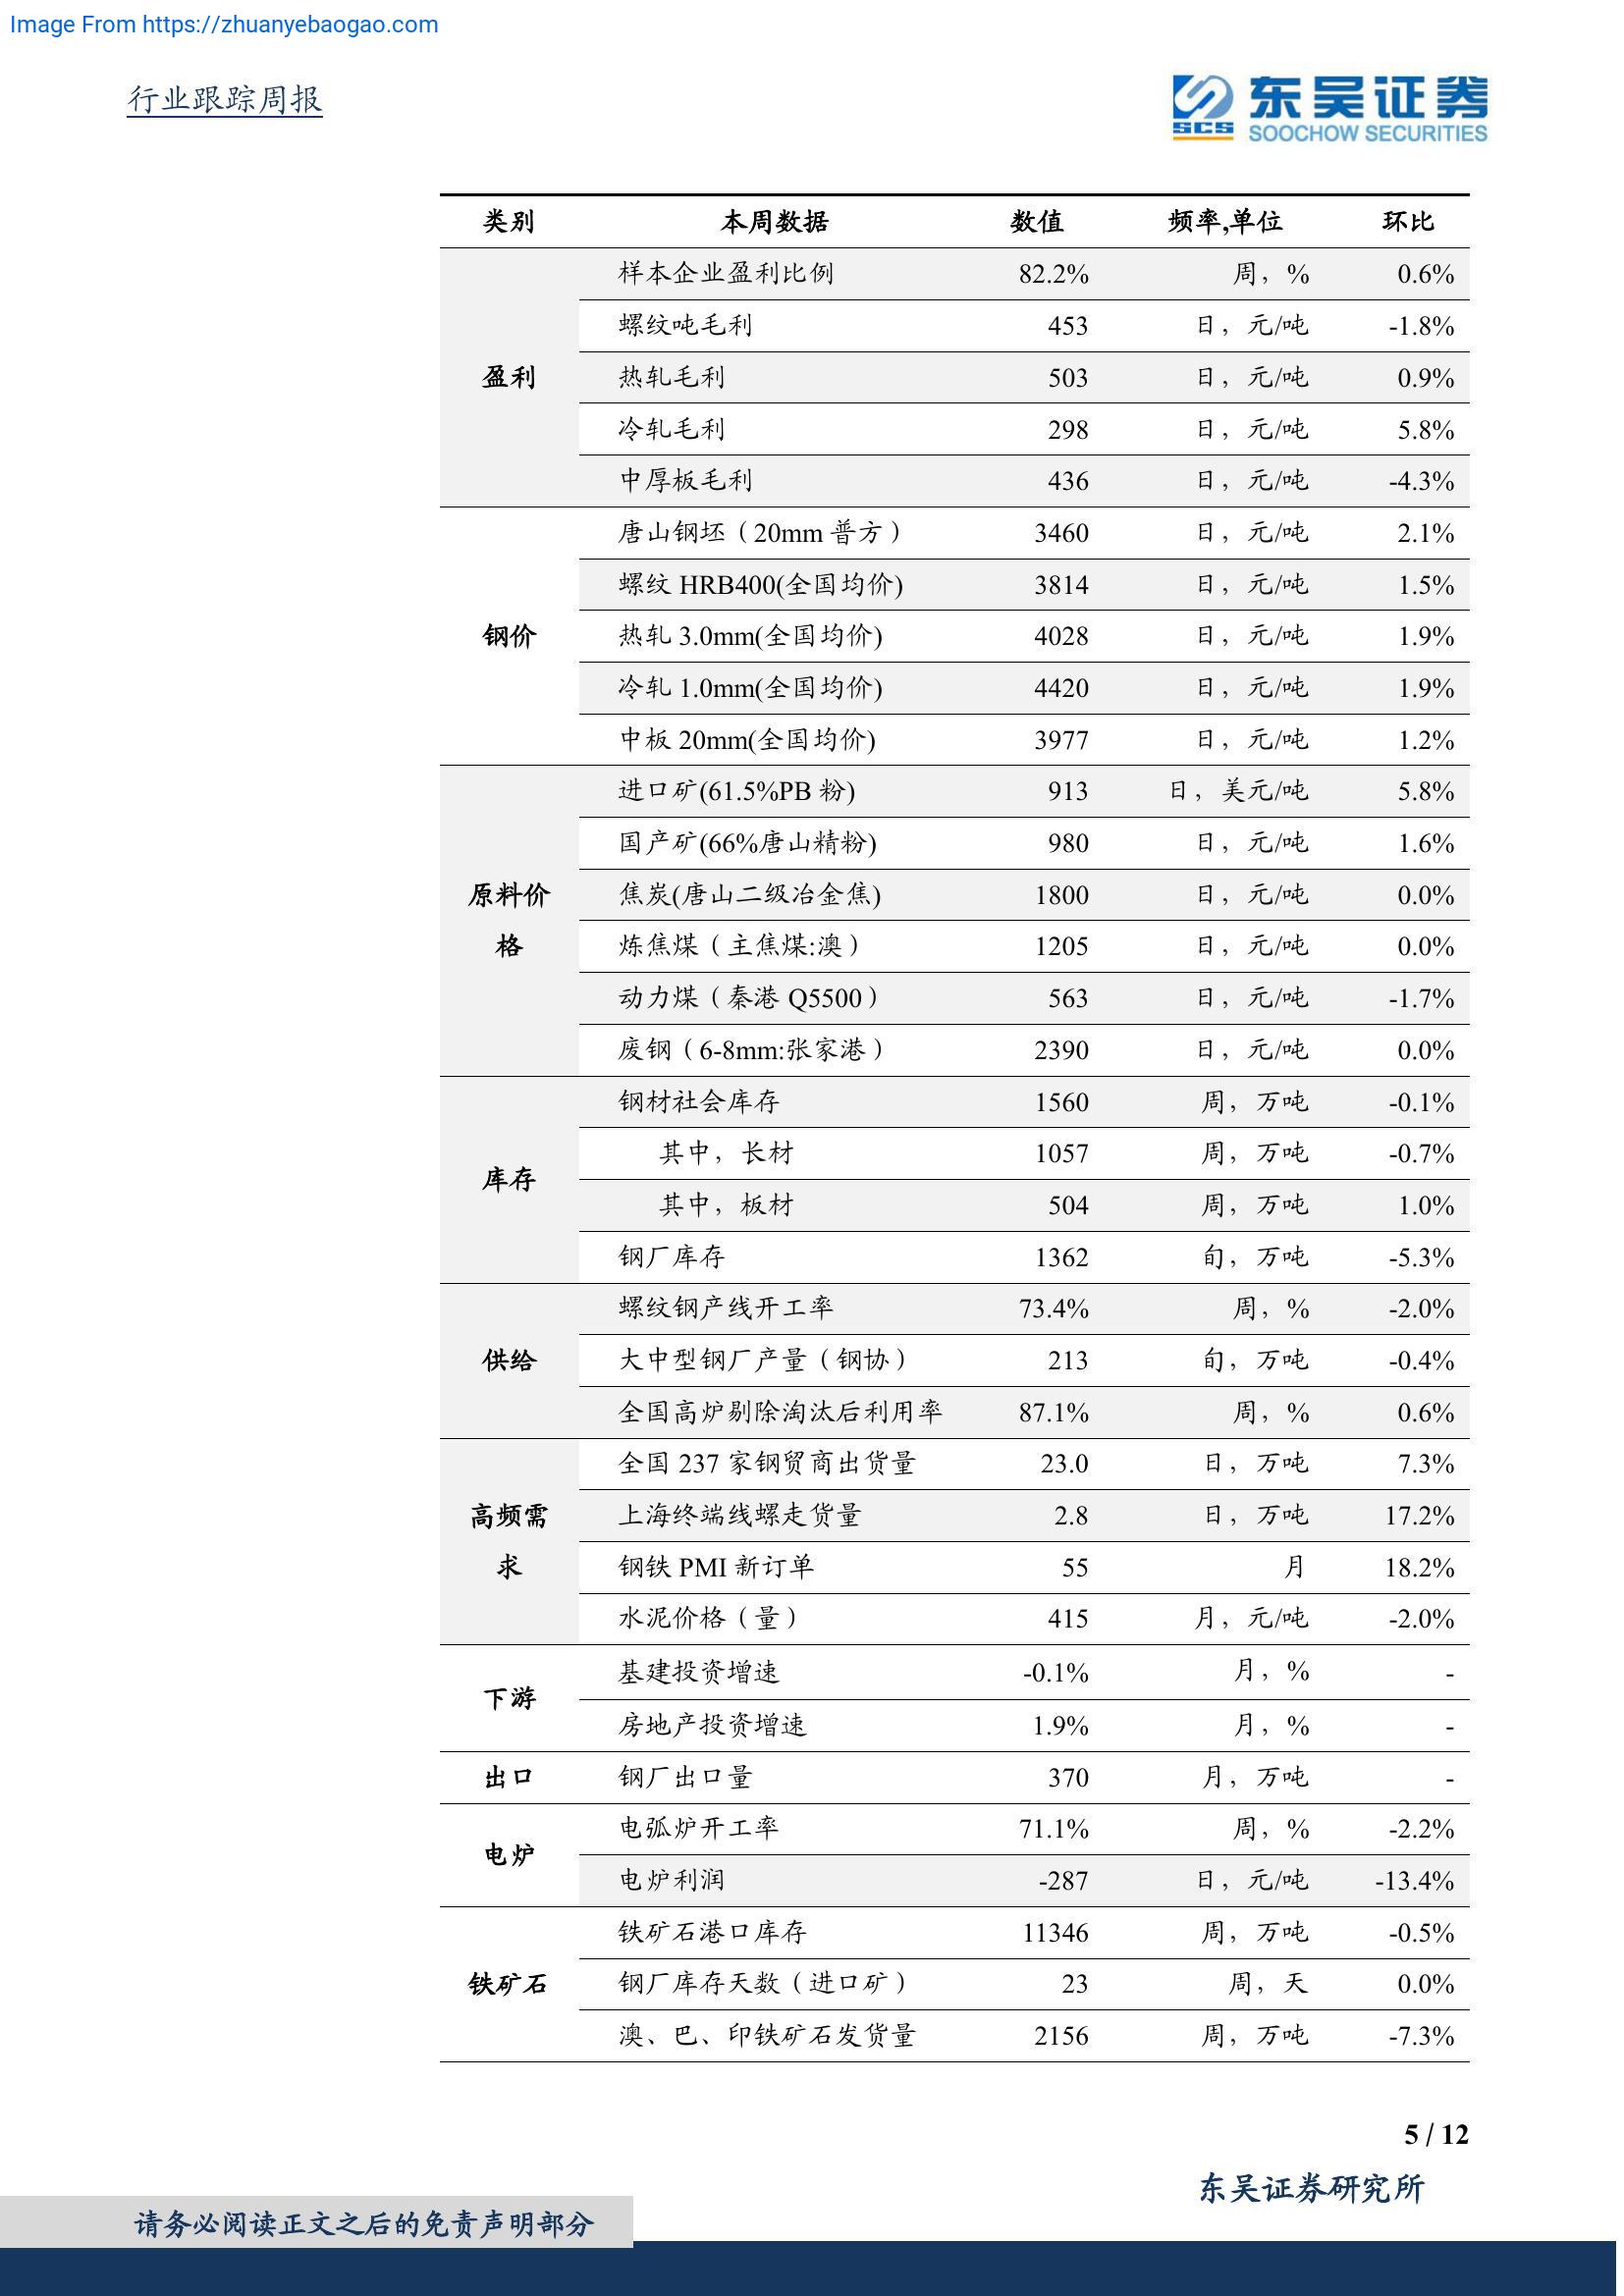 Image From https://zhuanyebaogao.com
行业跟踪周报
SCS 东吴证券
SOOCHOW SECURITIES
类别 本周数据 数值 频率,单位 环比
盈利
样本企业盈利比例 82.2% 周，% 0.6%
螺纹吨毛利 453 日，元/吨 -1.8%
热轧毛利 503 日，元/吨 0.9%
冷轧毛利 298 日，元/吨 5.8%
中厚板毛利 436 日，元/吨 -4.3%
钢价
唐山钢坯（20mm 普方） 3460 日，元/吨 2.1%
螺纹 HRB400(全国均价) 3814 日，元/吨 1.5%
热轧 3.0mm(全国均价) 4028 日，元/吨 1.9%
冷轧 1.0mm(全国均价) 4420 日，元/吨 1.9%
中板 20mm(全国均价) 3977 日，元/吨 1.2%
原料价
格
进口矿(61.5%PB 粉) 913 日，美元/吨 5.8%
国产矿(66%唐山精粉) 980 日，元/吨 1.6%
焦炭(唐山二级冶金焦) 1800 日，元/吨 0.0%
炼焦煤（主焦煤:澳） 1205 日，元/吨 0.0%
动力煤（秦港 Q5500） 563 日，元/吨 -1.7%
废钢（6-8mm:张家港） 2390 日，元/吨 0.0%
库存
钢材社会库存 1560 周，万吨 -0.1%
其中，长材 1057 周，万吨 -0.7%
其中，板材 504 周，万吨 1.0%
钢厂库存 1362 旬，万吨 -5.3%
供给
螺纹钢产线开工率 73.4% 周，% -2.0%
大中型钢厂产量（钢协） 213 旬，万吨 -0.4%
全国高炉剔除淘汰后利用率 87.1% 周，% 0.6%
高频需
求
全国 237 家钢贸商出货量 23.0 日，万吨 7.3%
上海终端线螺走货量 2.8 日，万吨 17.2%
钢铁 PMI 新订单 55 月 18.2%
水泥价格（量） 415 月，元/吨 -2.0%
下游
基建投资增速 -0.1% 月，% -
房地产投资增速 1.9% 月，% -
出口 钢厂出口量 370 月，万吨 -
电炉
电弧炉开工率 71.1% 周，% -2.2%
电炉利润 -287 日，元/吨 -13.4%
铁矿石
铁矿石港口库存 11346 周，万吨 -0.5%
钢厂库存天数（进口矿） 23 周，天 0.0%
澳、巴、印铁矿石发货量 2156 周，万吨 -7.3%
5 / 12
东吴证券研究所
请务必阅读正文之后的免责声明部分